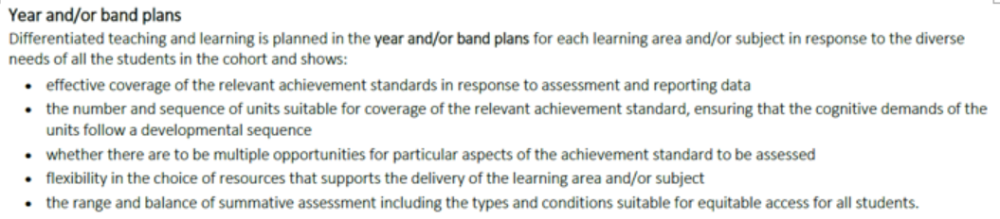 Year and/or band plans
Differentiated teaching and learning is planned in the year and/or band plans for each learning area and/or subject in response to the diverse
needs of all the students in the cohort and shows:
• effective coverage of the relevant achievement standards in response to assessment and reporting data
• the number and sequence of units suitable for coverage of the relevant achievement standard, ensuring that the cognitive demands of the
units follow a developmental sequence
• whether there are to be multiple opportunities for particular aspects of the achievement standard to be assessed
• flexibility in the choice of resources that supports the delivery of the learning area and/or subject
• the range and balance of summative assessment including the types and conditions suitable for equitable access for all students.